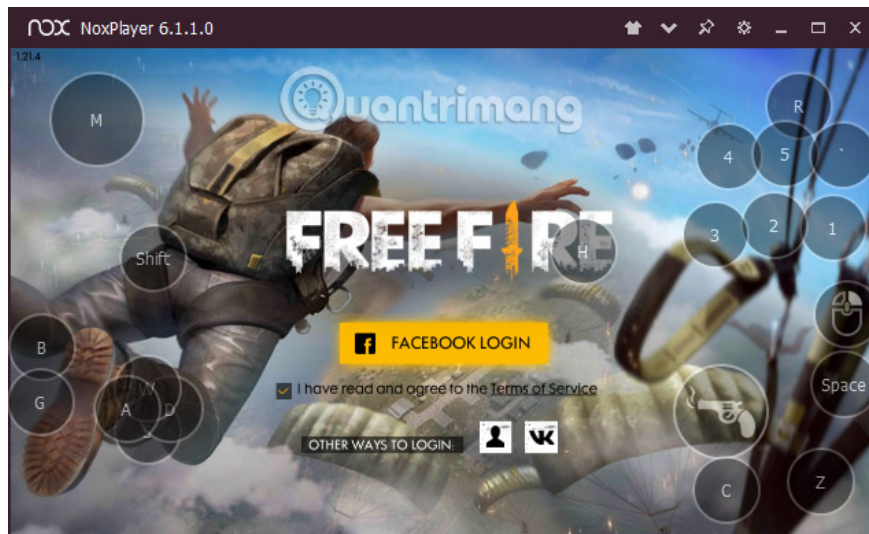 NOX NoxPlayer 6.1.1.0
1.21.4
Quantrimang
M
R
4
5
`
3
2
1
FREE FIRE
H
Shift
B
FACEBOOK LOGIN
G
W
A
D
S
I have read and agree to the Terms of Service
Space
OTHER WAYS TO LOGIN:
C
Z